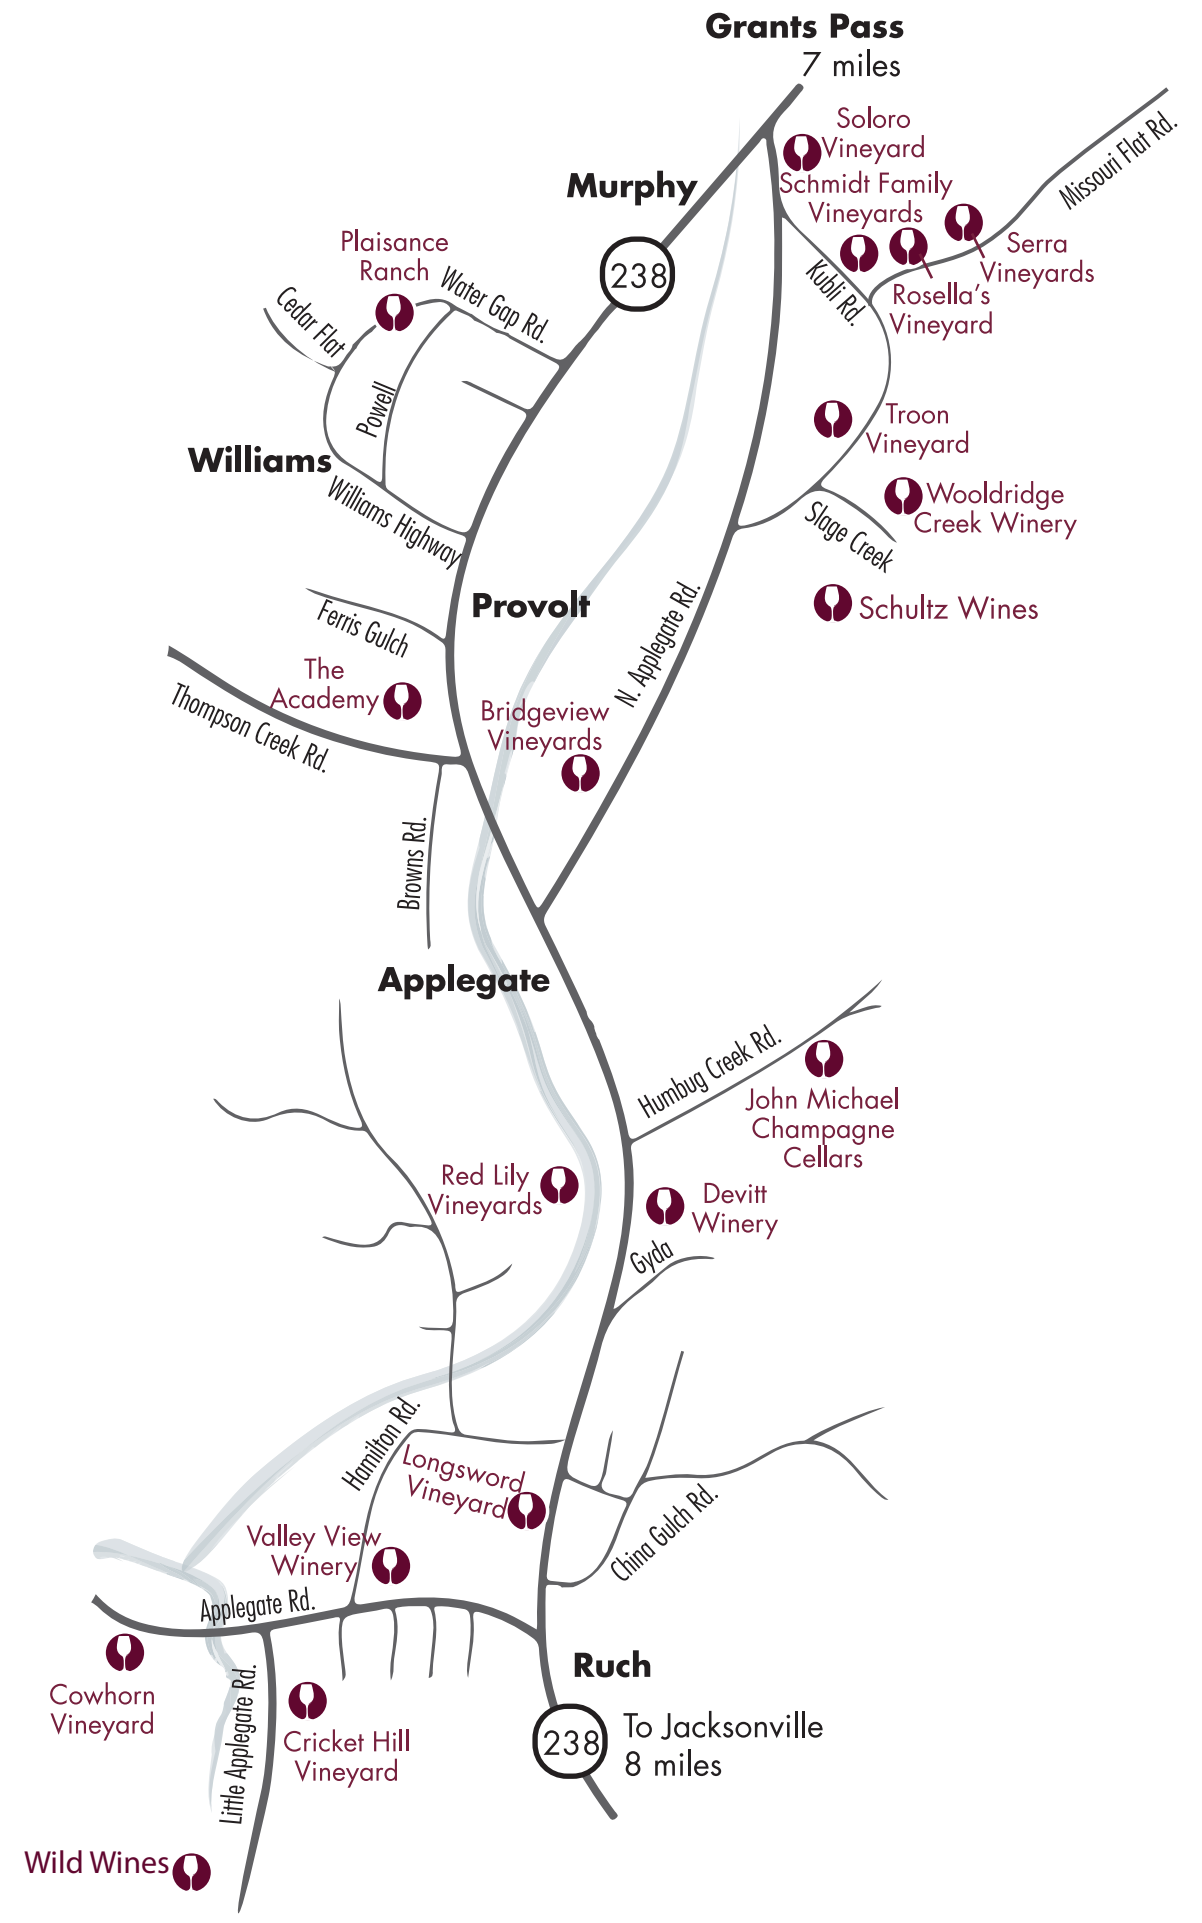 Grants Pass
7 miles
Soloro
Vineyard
Missouri Flat Rd.
Murphy
Schmidt Family
Vineyards
Plaisance
Ranch
Serra
Vineyards
238
Water Gap Rd.
Kubli Rd.
Rosella's
Vineyard
Cedar Flat
Powell
Troon
Vineyard
Williams
Williams Highway
Wooldridge
Creek Winery
Slage Creek
Provolt
Schultz Wines
Ferris Gulch
N. Applegate Rd.
The
Academy
Thompson Creek Rd.
Bridgeview
Vineyards
Browns Rd.
Applegate
Humbug Creek Rd.
John Michael
Champagne
Cellars
Red Lily
Vineyards
Devitt
Winery
Gyda
Hamilton Rd.
Longsword
Vineyard
China Gulch Rd.
Valley View
Winery
Applegate Rd.
Ruch
Cowhorn
Vineyard
Little Applegate Rd.
Cricket Hill
Vineyard
238
To Jacksonville
8 miles
Wild Wines